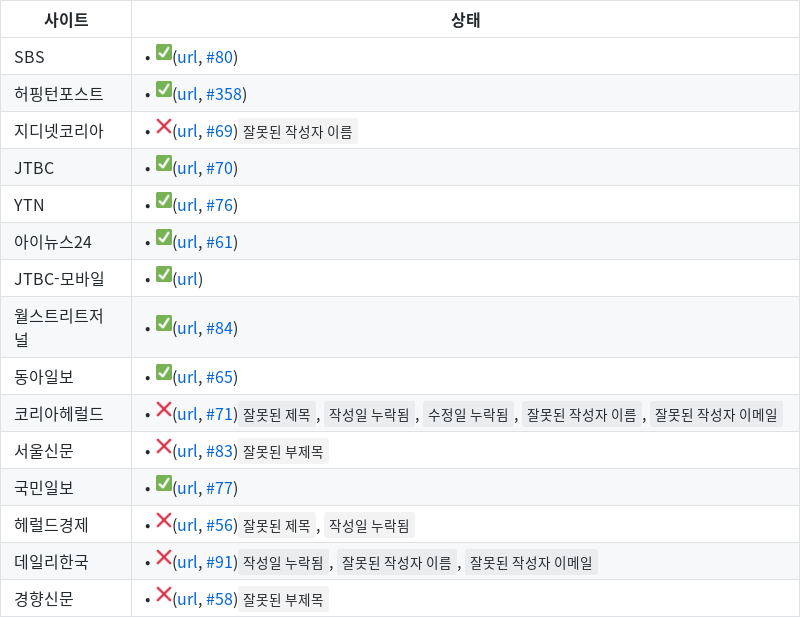 사이트 상태
SBS • ✅(url, #80)
허핑턴포스트 • ✅(url, #358)
지디넷코리아 • ❌(url, #69) 잘못된 작성자 이름
JTBC • ✅(url, #70)
YTN • ✅(url, #76)
아이뉴스24 • ✅(url, #61)
JTBC-모바일 • ✅(url)
월스트리트저
널 • ✅(url, #84)
동아일보 • ✅(url, #65)
코리아헤럴드 • ❌(url, #71) 잘못된 제목 , 작성일 누락됨 , 수정일 누락됨 , 잘못된 작성자 이름 , 잘못된 작성자 이메일
서울신문 • ❌(url, #83) 잘못된 부제목
국민일보 • ✅(url, #77)
헤럴드경제 • ❌(url, #56) 잘못된 제목 , 작성일 누락됨
데일리한국 • ❌(url, #91) 작성일 누락됨 , 잘못된 작성자 이름 , 잘못된 작성자 이메일
경향신문 • ❌(url, #58) 잘못된 부제목